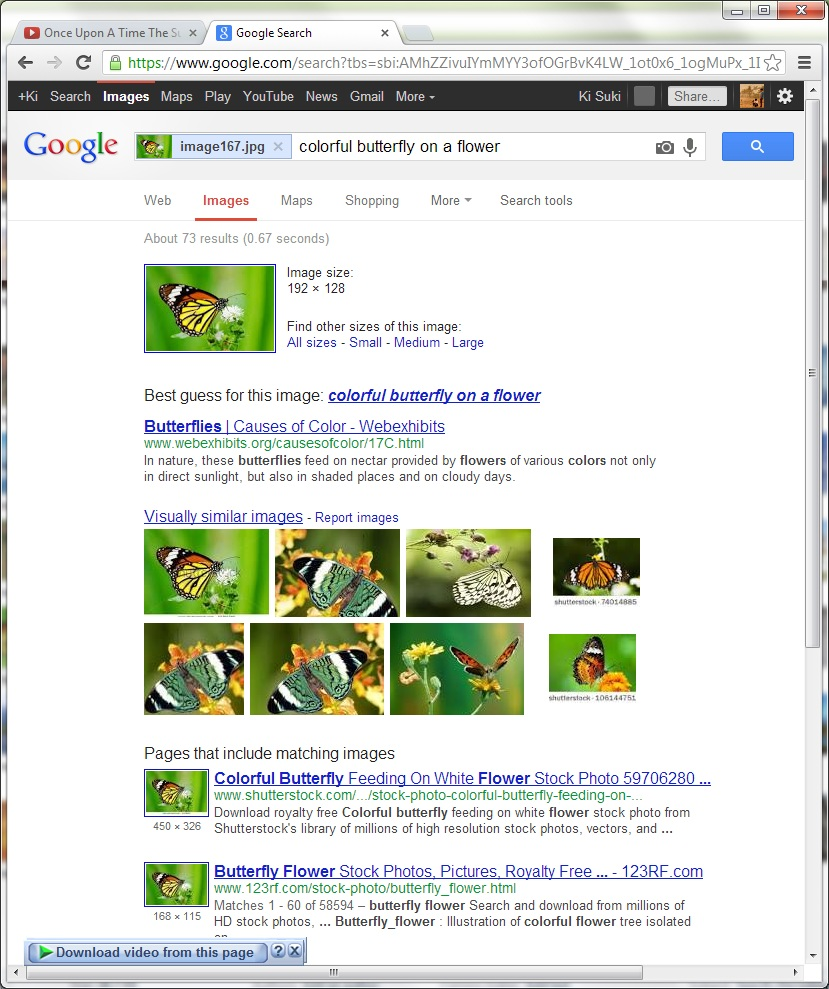 Once Upon A Time The Su
Google Search
https://www.google.com/search?tbs=sbi:AMhZZivuIYmMYY3ofOGrBvK4LW_1ot0x6_1ogMuPx_1I
+Ki Search Images Maps Play YouTube News Gmail More
Ki Suki Share...
Google image167.jpg colorful butterfly on a flower
Web Images Maps Shopping More Search tools
About 73 results (0.67 seconds)
Image size:
192 × 128
Find other sizes of this image:
All sizes - Small - Medium - Large
Best guess for this image: colorful butterfly on a flower
Butterflies | Causes of Color - Webexhibits
www.webexhibits.org/causesofcolor/17C.html
In nature, these butterflies feed on nectar provided by flowers of various colors not only
in direct sunlight, but also in shaded places and on cloudy days.
Visually similar images - Report images
shutterstock · 74014885
shutterstock · 106144751
Pages that include matching images
Colorful Butterfly Feeding On White Flower Stock Photo 59706280 ...
www.shutterstock.com/.../stock-photo-colorful-butterfly-feeding-on-...
Download royalty free Colorful butterfly feeding on white flower stock photo from
Shutterstock's library of millions of high resolution stock photos, vectors, and ...
450 × 326
Butterfly Flower Stock Photos, Pictures, Royalty Free ... - 123RF.com
www.123rf.com/stock-photo/butterfly_flower.html
Matches 1 - 60 of 58594 – butterfly flower Search and download from millions of
HD stock photos, ... Butterfly_flower : Illustration of colorful flower tree isolated
168 × 115
Download video from this page ? X